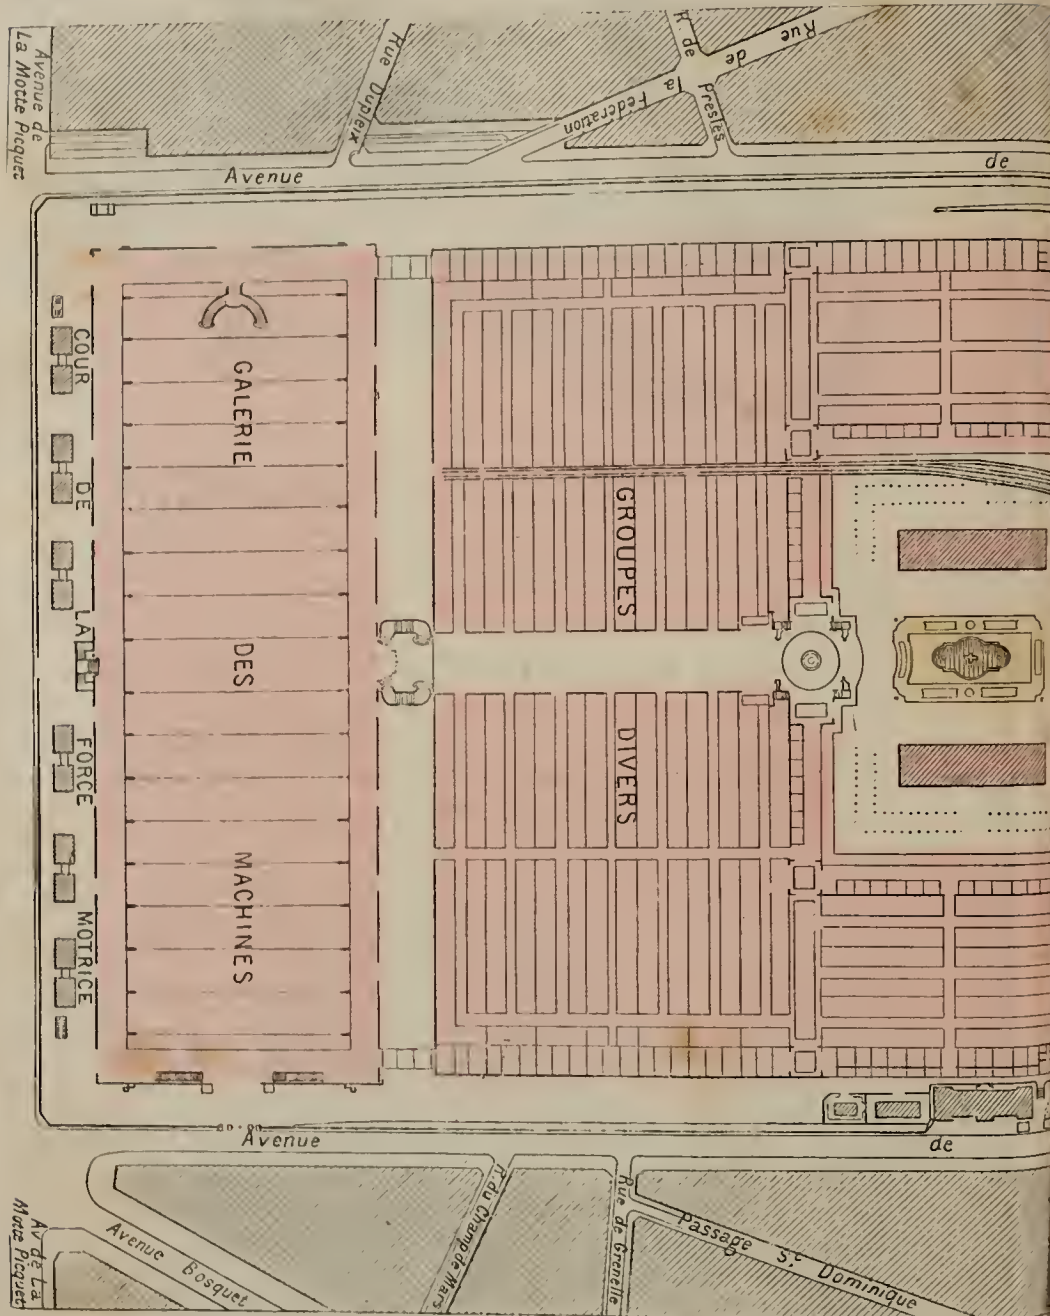 Avenue de
La Motte Picquet
Rue Dupleix
Rue de
la Fédération
R. de
Presles
Avenue
de
COUR DE LA FORCE MOTRICE
GALERIE DES MACHINES
GROUPES
DIVERS
Avenue
de
Av de La
Motte Picquet
Avenue Bosquet
R. du Champ de Mars
Rue de Grenelle
Passage St. Dominique